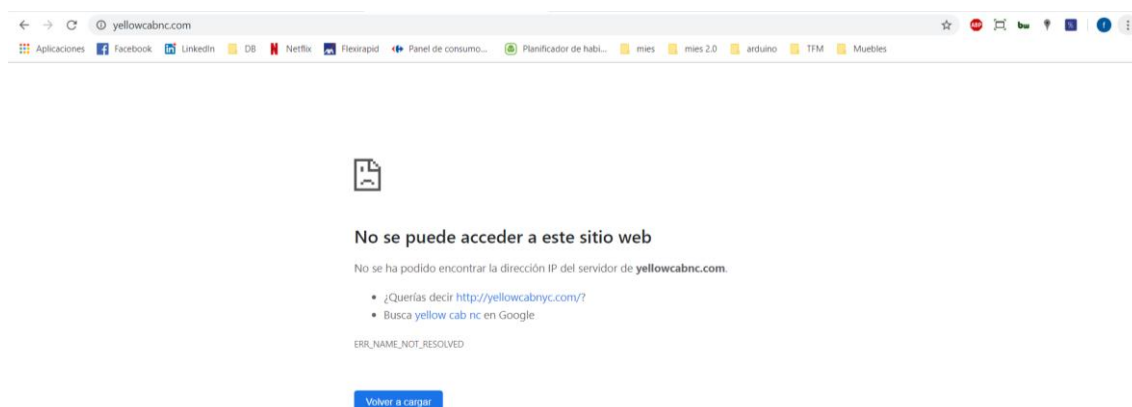 yellowcabnc.com
Aplicaciones Facebook LinkedIn DB Netflix Flexirapid Panel de consumo... Planificador de habi... mies mies 2.0 arduino TFM Muebles
No se puede acceder a este sitio web
No se ha podido encontrar la dirección IP del servidor de yellowcabnc.com.
¿Querías decir http://yellowcabnyc.com/?
Busca yellow cab nc en Google
ERR_NAME_NOT_RESOLVED
Volver a cargar